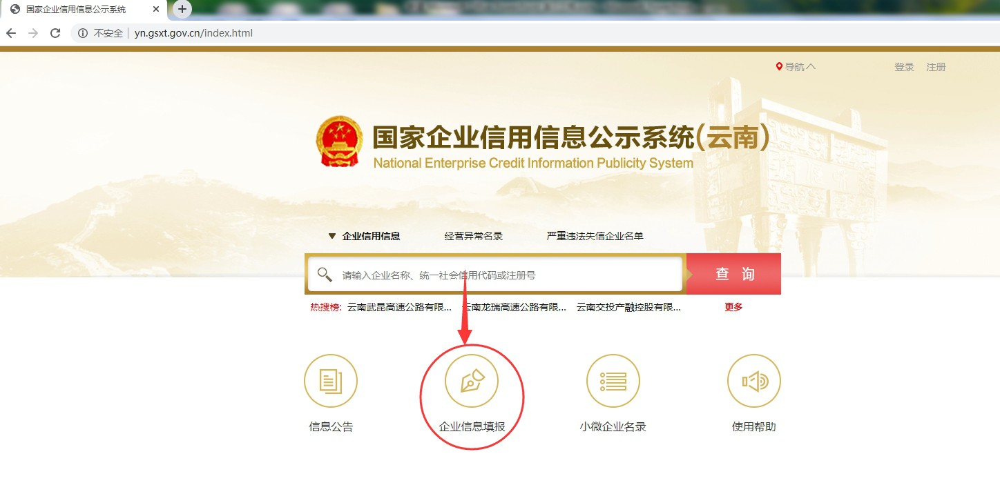 国家企业信用信息公示系统
不安全 yn.gsxt.gov.cn/index.html
导航 登录 注册
国家企业信用信息公示系统(云南)
National Enterprise Credit Information Publicity System
企业信用信息 经营异常名录 严重违法失信企业名单
请输入企业名称、统一社会信用代码或注册号 查 询
热搜榜: 云南武昆高速公路有限... 云南龙瑞高速公路有限... 云南交投产融控股有限... 更多
信息公告 企业信息填报 小微企业名录 使用帮助